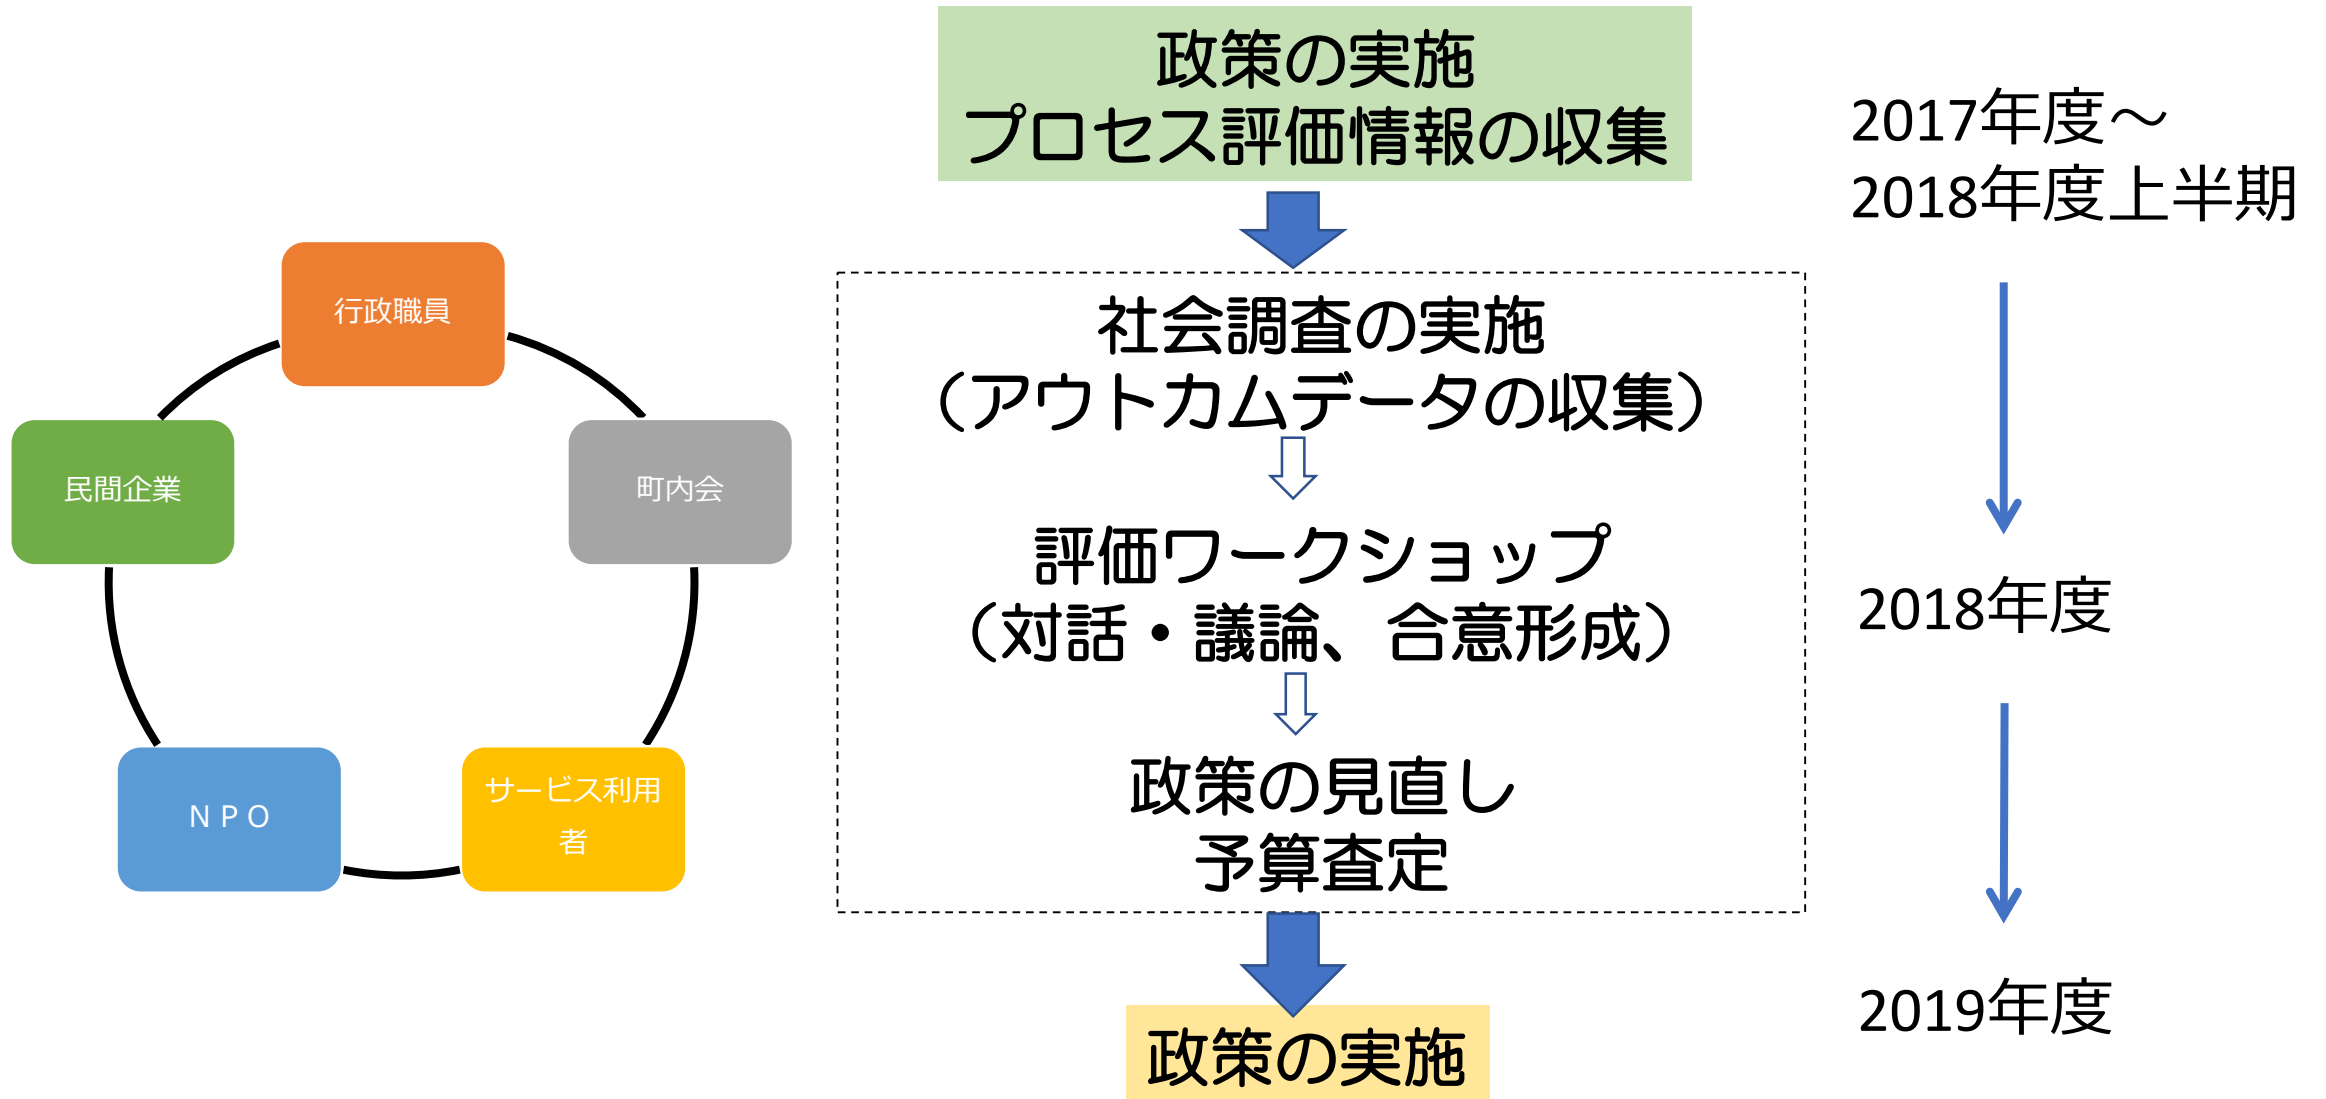 行政職員
民間企業
町内会
ＮＰＯ
サービス利用
者
政策の実施
プロセス評価情報の収集
社会調査の実施
（アウトカムデータの収集）
評価ワークショップ
（対話・議論、合意形成）
政策の見直し
予算査定
政策の実施
2017年度～
2018年度上半期
2018年度
2019年度